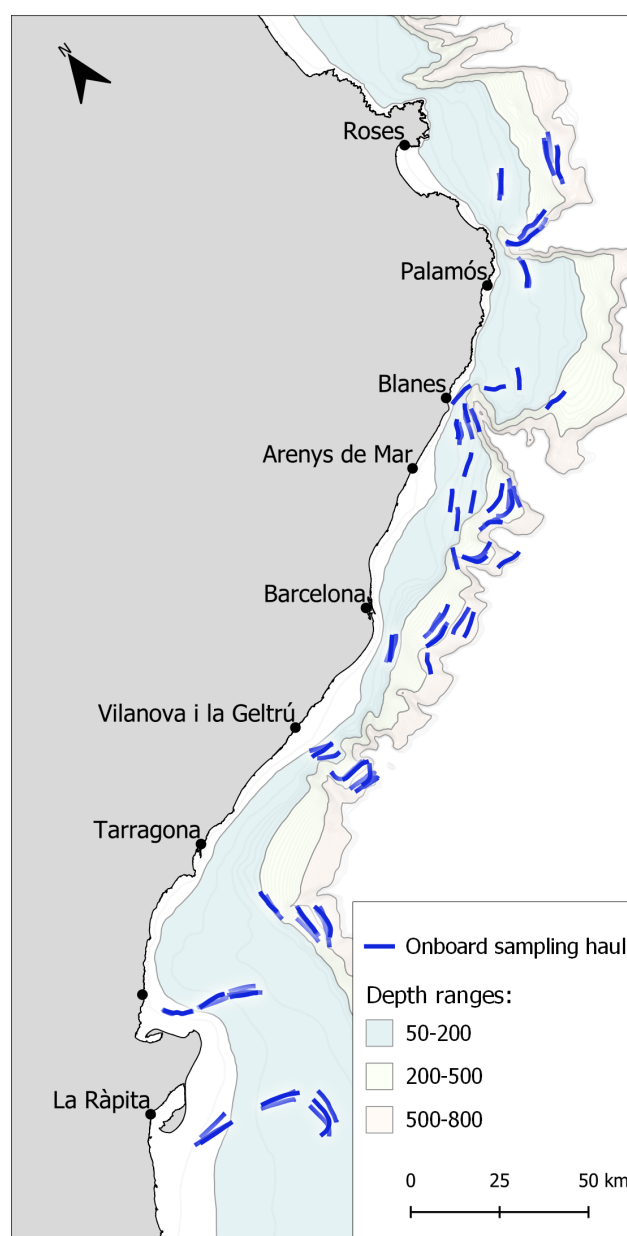 N
Roses
Palamós
Blanes
Arenys de Mar
Barcelona
Vilanova i la Geltrú
Tarragona
La Ràpita
Onboard sampling haul
Depth ranges:
50-200
200-500
500-800
0 25 50 km